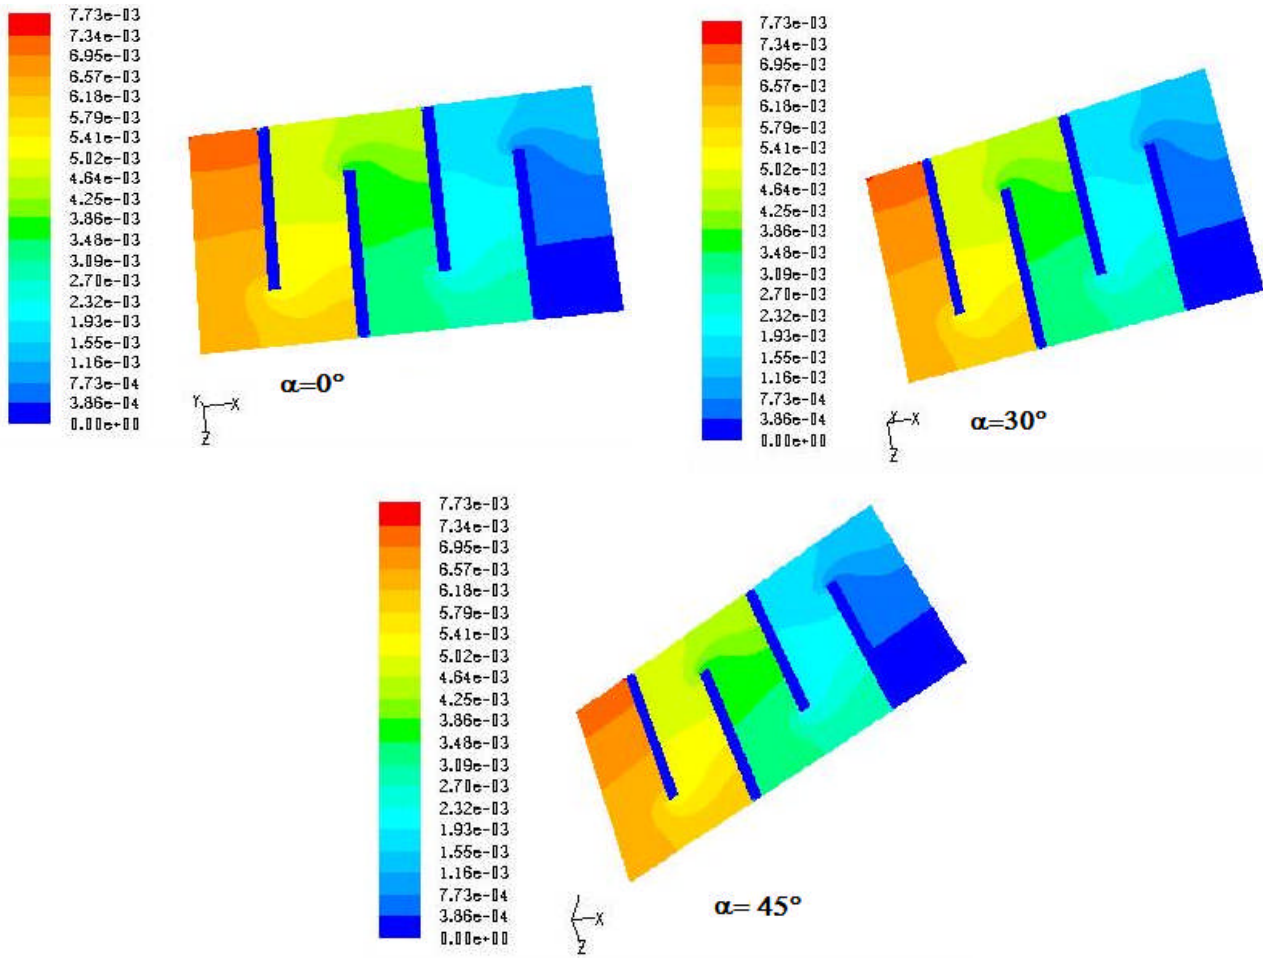 7.73e-03
7.34e-03
6.95e-03
6.57e-03
6.18e-03
5.79e-03
5.41e-03
5.02e-03
4.64e-03
4.25e-03
3.86e-03
3.48e-03
3.09e-03
2.70e-03
2.32e-03
1.93e-03
1.55e-03
1.16e-03
7.73e-04
3.86e-04
0.00e+00
Y X
Z
α=0°
7.73e-03
7.34e-03
6.95e-03
6.57e-03
6.18e-03
5.79e-03
5.41e-03
5.02e-03
4.64e-03
4.25e-03
3.86e-03
3.48e-03
3.09e-03
2.70e-03
2.32e-03
1.93e-03
1.55e-03
1.16e-03
7.73e-04
3.86e-04
0.00e+00
Y X
Z
α=30°
7.73e-03
7.34e-03
6.95e-03
6.57e-03
6.18e-03
5.79e-03
5.41e-03
5.02e-03
4.64e-03
4.25e-03
3.86e-03
3.48e-03
3.09e-03
2.70e-03
2.32e-03
1.93e-03
1.55e-03
1.16e-03
7.73e-04
3.86e-04
0.00e+00
X
Z
α= 45°